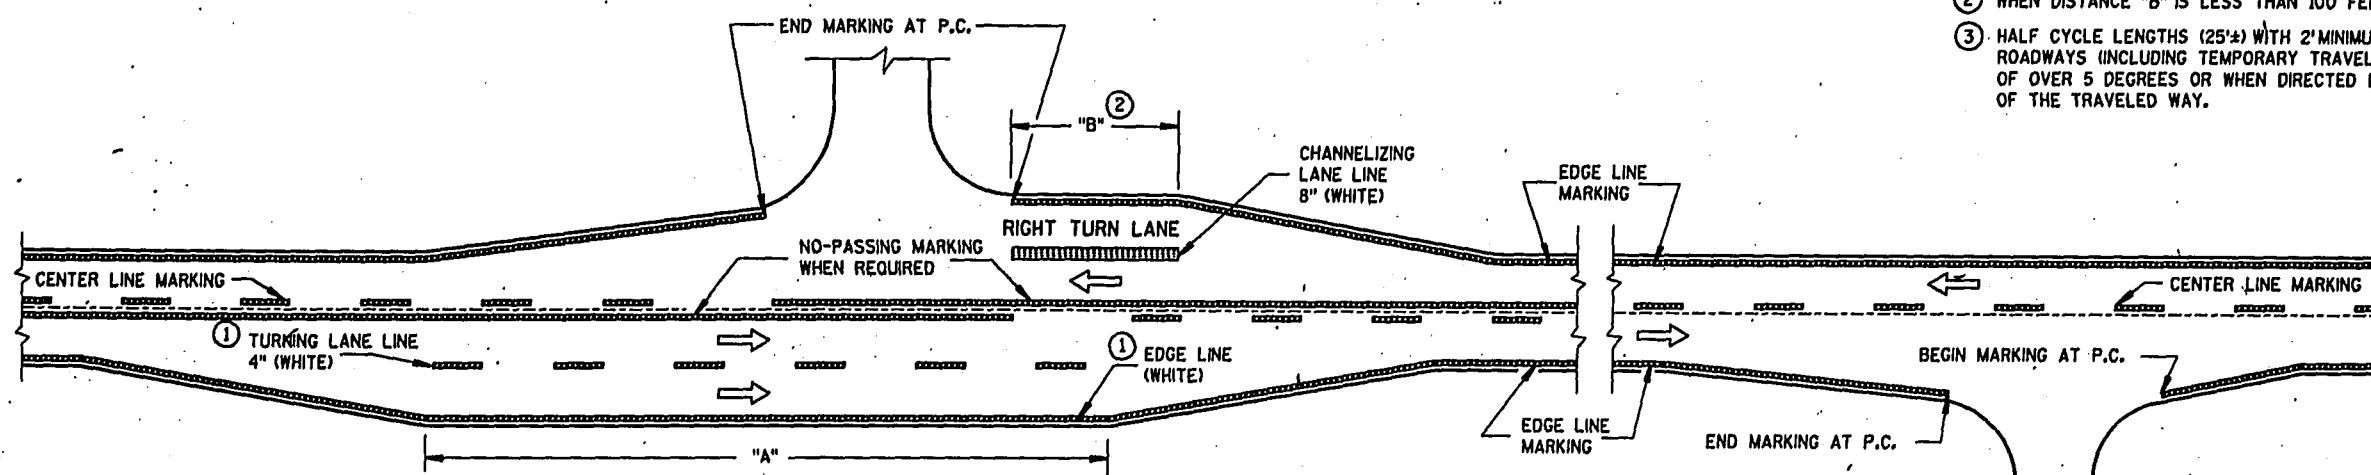 ② WHEN DISTANCE "B" IS LESS THAN 100
③ HALF CYCLE LENGTHS (25'±) WITH 2' MINIMU
ROADWAYS (INCLUDING TEMPORARY TRAVEL
OF OVER 5 DEGREES OR WHEN DIRECTED
OF THE TRAVELED WAY.
END MARKING AT P.C.
"B" ②
CHANNELIZING
LANE LINE
8" (WHITE)
EDGE LINE
MARKING
RIGHT TURN LANE
NO-PASSING MARKING
WHEN REQUIRED
CENTER LINE MARKING
CENTER LINE MARKING
① TURNING LANE LINE
4" (WHITE)
① EDGE LINE
(WHITE)
BEGIN MARKING AT P.C.
EDGE LINE
MARKING
END MARKING AT P.C.
"A"